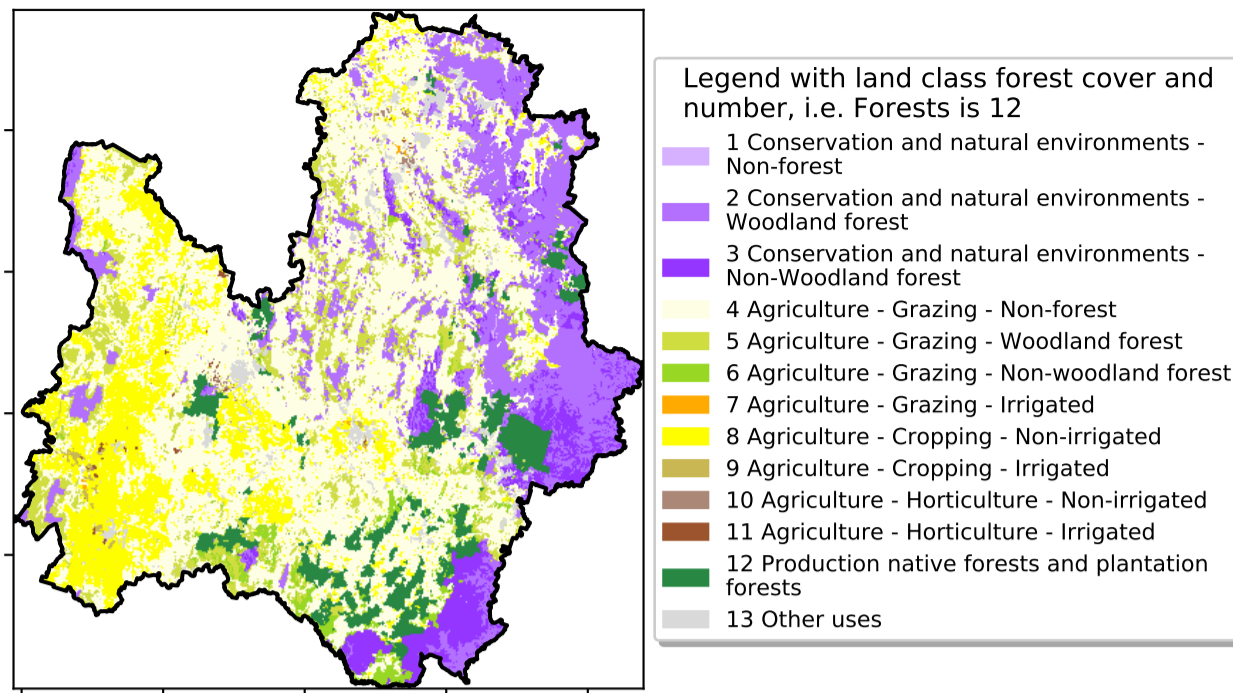 Legend with land class forest cover and
number, i.e. Forests is 12
1 Conservation and natural environments -
Non-forest
2 Conservation and natural environments -
Woodland forest
3 Conservation and natural environments -
Non-Woodland forest
4 Agriculture - Grazing - Non-forest
5 Agriculture - Grazing - Woodland forest
6 Agriculture - Grazing - Non-woodland forest
7 Agriculture - Grazing - Irrigated
8 Agriculture - Cropping - Non-irrigated
9 Agriculture - Cropping - Irrigated
10 Agriculture - Horticulture - Non-irrigated
11 Agriculture - Horticulture - Irrigated
12 Production native forests and plantation
forests
13 Other uses